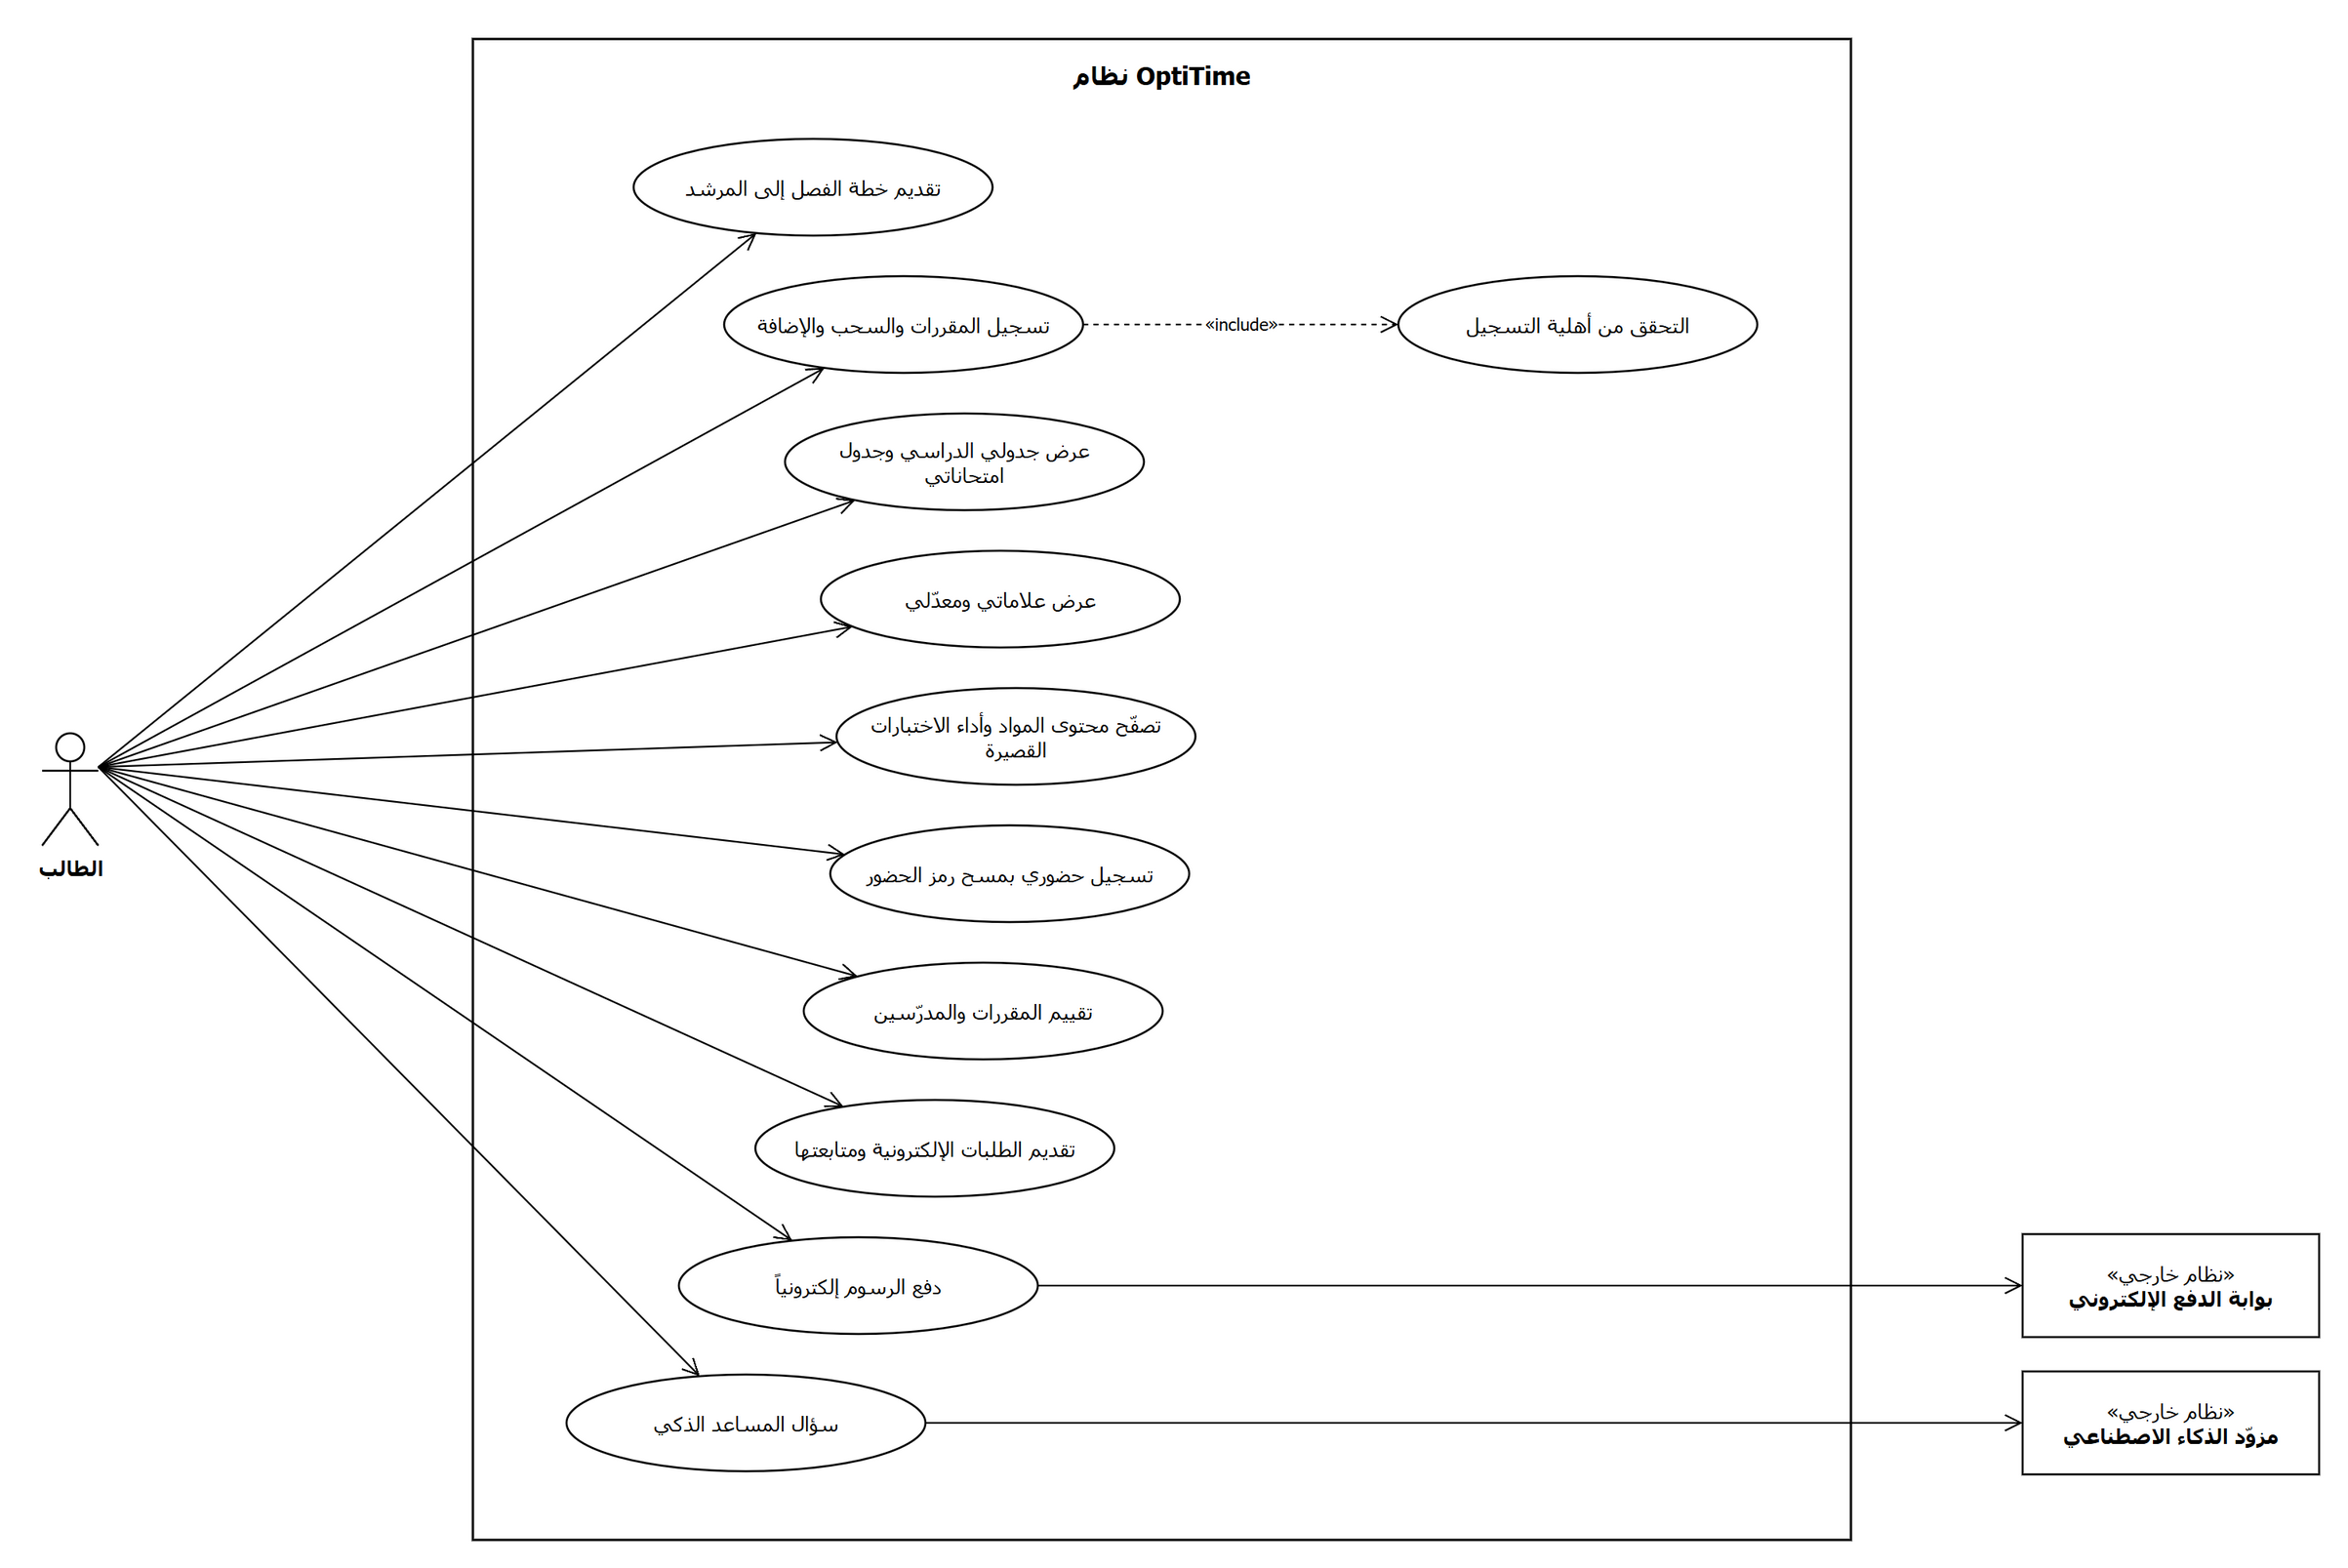 نظام OptiTime
تقديم خطة الفصل إلى المرشد
تسجيل المقررات والسحب والإضافة
«include»
التحقق من أهلية التسجيل
عرض جدولي الدراسي وجدول
امتحاناتي
عرض علاماتي ومعدّلي
تصفّح محتوى المواد وأداء الاختبارات
القصيرة
تسجيل حضوري بمسح رمز الحضور
الطالب
تقييم المقررات والمدرّسين
تقديم الطلبات الإلكترونية ومتابعتها
دفع الرسوم إلكترونياً
«نظام خارجي»
بوابة الدفع الإلكتروني
سؤال المساعد الذكي
«نظام خارجي»
مزوّد الذكاء الاصطناعي